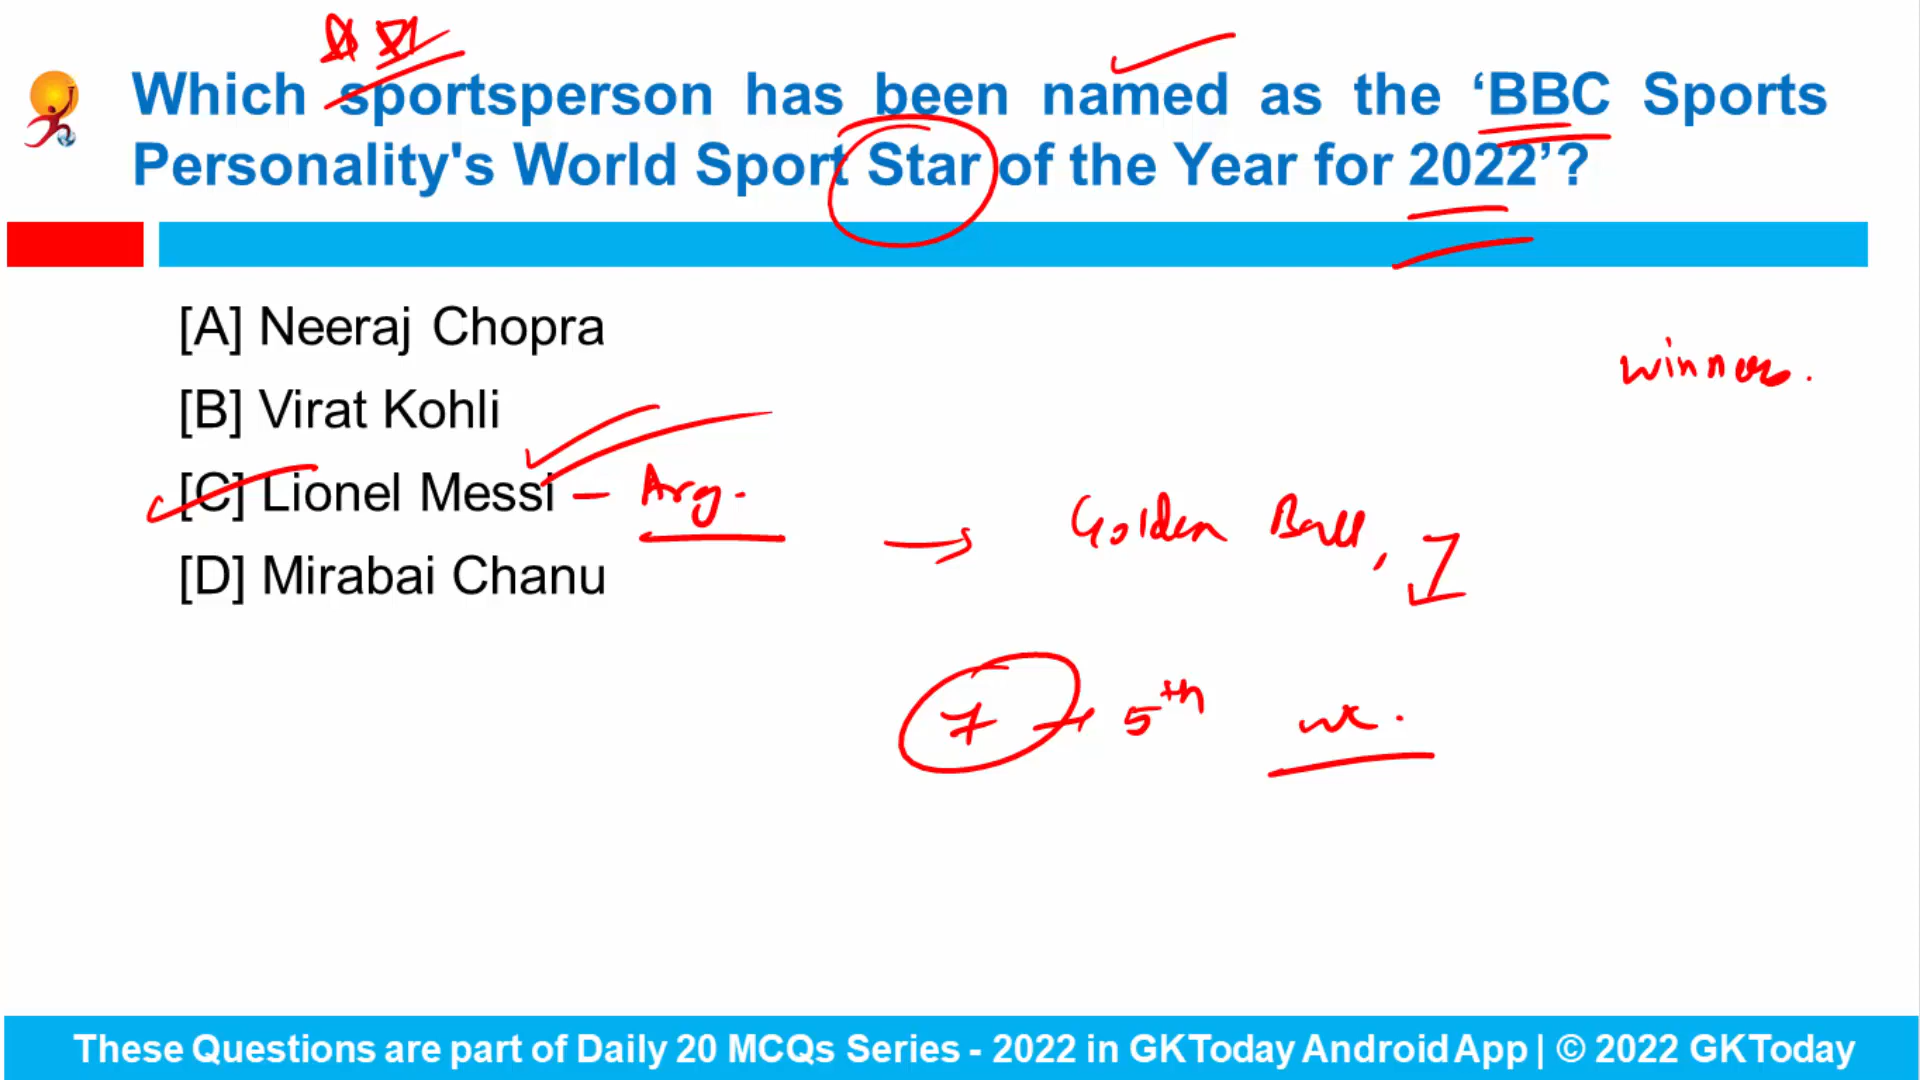 Which sportsperson has been named as the ‘BBC Sports
Personality's World Sport Star of the Year for 2022’?
[A] Neeraj Chopra
winners.
[B] Virat Kohli
[C] Lionel Messi - Arg.
→ Golden Ball,
[D] Mirabai Chanu
7 → 5th wc.
These Questions are part of Daily 20 MCQs Series - 2022 in GKToday Android App | © 2022 GKToday